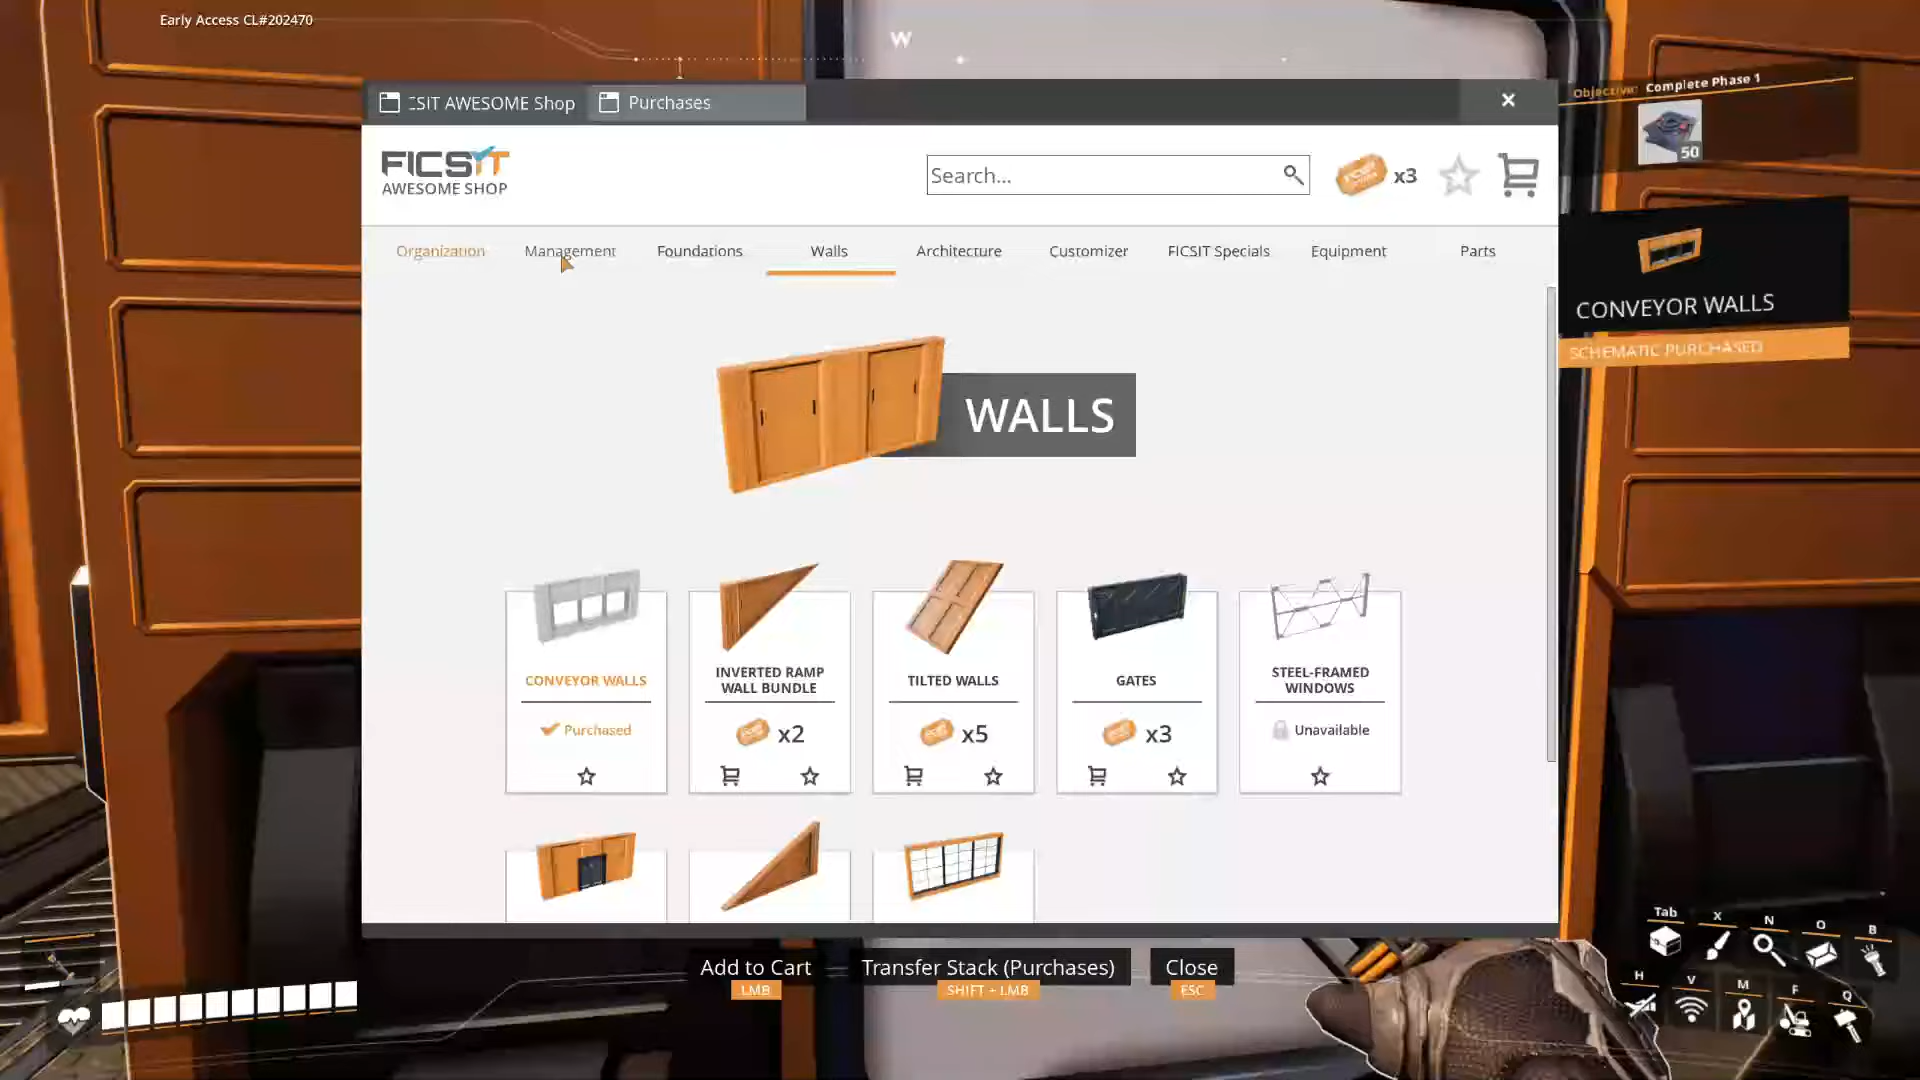 Early Access CL#202470
W
SIT AWESOME Shop
Purchases
Objective: Complete Phase 1
50
FICSIT
AWESOME SHOP
Search...
x3
Organization
Management
Foundations
Walls
Architecture
Customizer
FICSIT Specials
Equipment
Parts
CONVEYOR WALLS
SCHEMATIC PURCHASED
WALLS
CONVEYOR WALLS
Purchased
INVERTED RAMP
WALL BUNDLE
x2
TILTED WALLS
x5
GATES
x3
STEEL-FRAMED
WINDOWS
Unavailable
Add to Cart
LMB
Transfer Stack (Purchases)
SHIFT + LMB
Close
ESC
Tab
X
N
O
B
H
V
M
F
Q